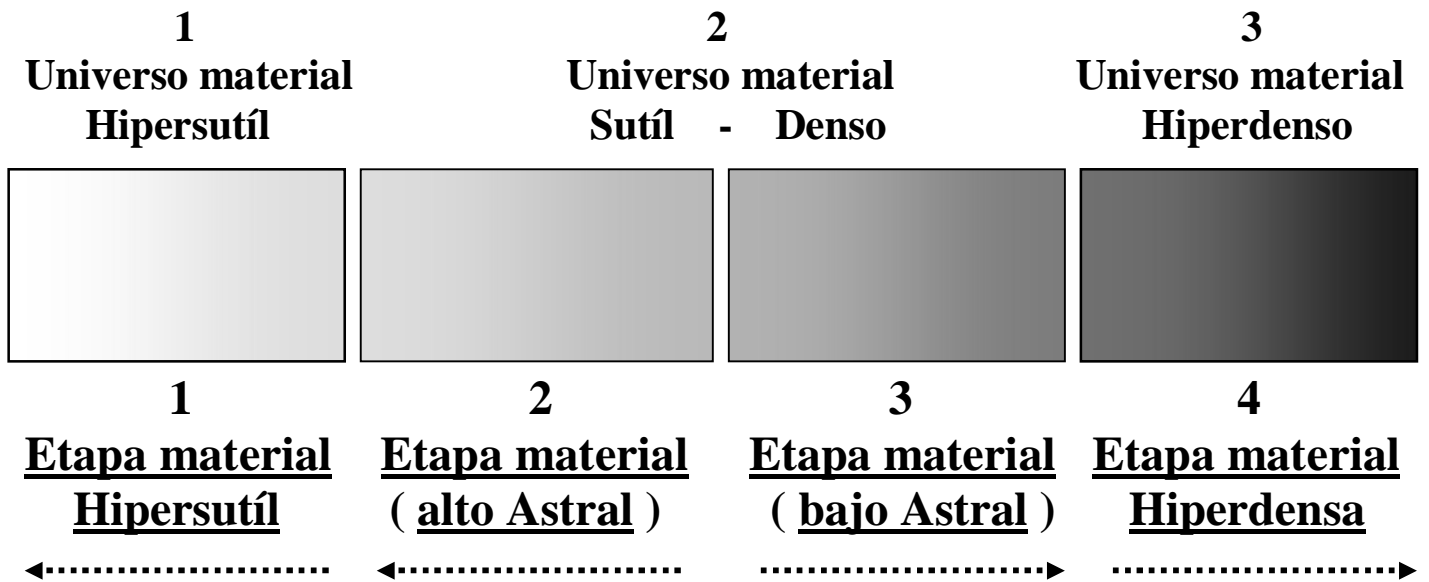 1 2 3
Universo material Universo material Universo material
Hipersutíl Sutíl - Denso Hiperdenso
1 2 3 4
Etapa material Etapa material Etapa material Etapa material
Hipersutíl ( alto Astral ) ( bajo Astral ) Hiperdensa